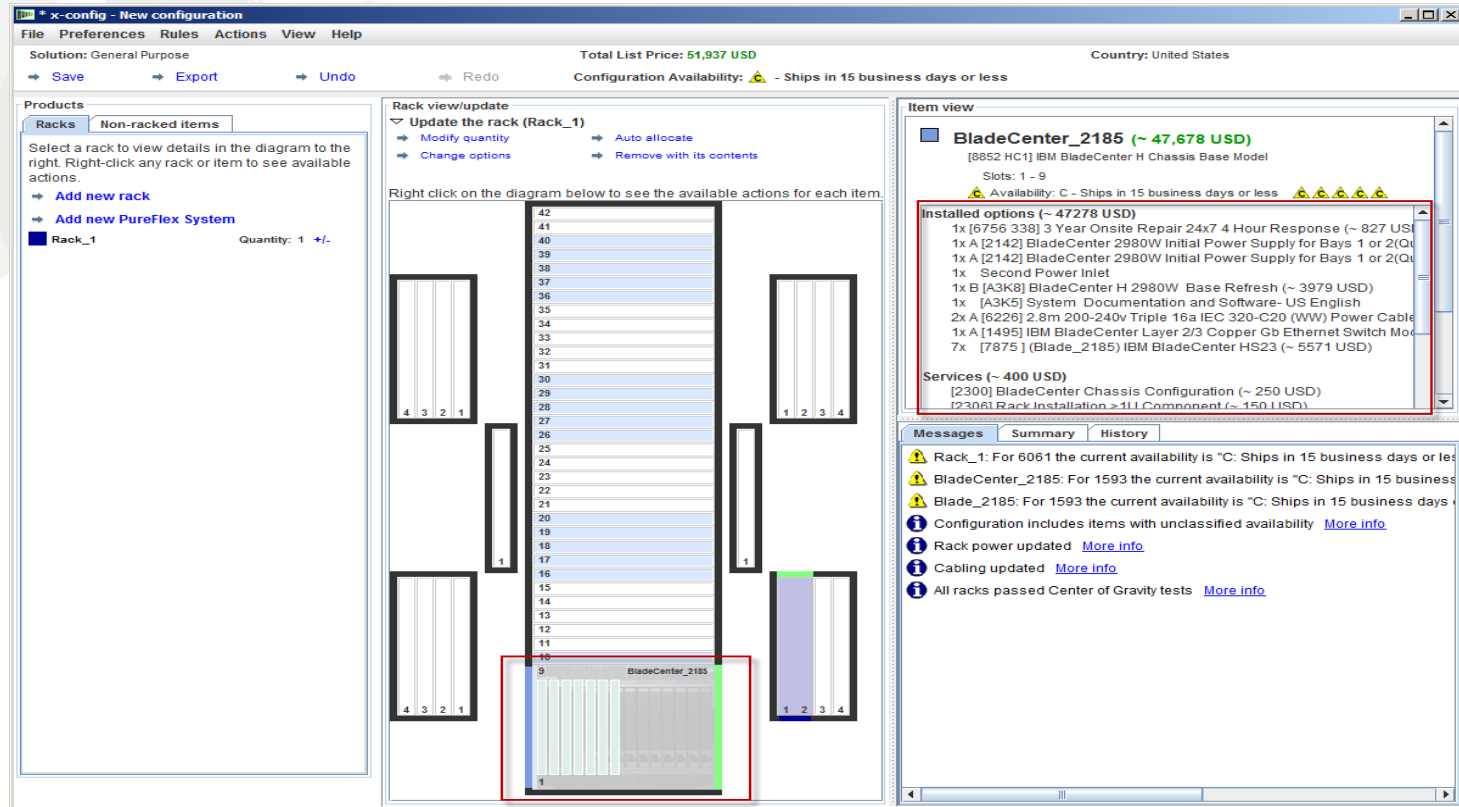 * x-config - New configuration
File Preferences Rules Actions View Help
Solution: General Purpose
Total List Price: 51,937 USD
Country: United States
Save Export Undo Redo
Configuration Availability: C - Ships in 15 business days or less
Products
Racks Non-racked items
Select a rack to view details in the diagram to the
right. Right-click any rack or item to see available
actions.
Add new rack
Add new PureFlex System
Rack_1 Quantity: 1 +/-
Rack view/update
Update the rack (Rack_1)
Modify quantity Auto allocate
Change options Remove with its contents
Right click on the diagram below to see the available actions for each item.
42
41
40
39
38
37
36
35
34
33
32
31
30
29
28
27
26
25
24
23
22
21
20
19
18
17
16
15
14
13
12
11
10
9 BladeCenter_2185
1
4 3 2 1
1 2 3 4
1
1
4 3 2 1
1 2 3 4
Item view
BladeCenter_2185 (~ 47,678 USD)
[8852 HC1] IBM BladeCenter H Chassis Base Model
Slots: 1 - 9
C Availability: C - Ships in 15 business days or less C C C C C
Installed options (~ 47278 USD)
1x [6756 338] 3 Year Onsite Repair 24x7 4 Hour Response (~ 827 USI
1x A [2142] BladeCenter 2980W Initial Power Supply for Bays 1 or 2(Qu
1x A [2142] BladeCenter 2980W Initial Power Supply for Bays 1 or 2(Qu
1x Second Power Inlet
1x B [A3K8] BladeCenter H 2980W Base Refresh (~ 3979 USD)
1x [A3K5] System Documentation and Software- US English
2x A [6226] 2.8m 200-240v Triple 16a IEC 320-C20 (WW) Power Cable
1x A [1495] IBM BladeCenter Layer 2/3 Copper Gb Ethernet Switch Mod
7x [7875 ] (Blade_2185) IBM BladeCenter HS23 (~ 5571 USD)
Services (~ 400 USD)
[2300] BladeCenter Chassis Configuration (~ 250 USD)
[2306] Rack Installation >1U Component (~ 150 USD)
Messages Summary History
Rack_1: For 6061 the current availability is "C: Ships in 15 business days or les
BladeCenter_2185: For 1593 the current availability is "C: Ships in 15 business
Blade_2185: For 1593 the current availability is "C: Ships in 15 business days
Configuration includes items with unclassified availability More info
Rack power updated More info
Cabling updated More info
All racks passed Center of Gravity tests More info